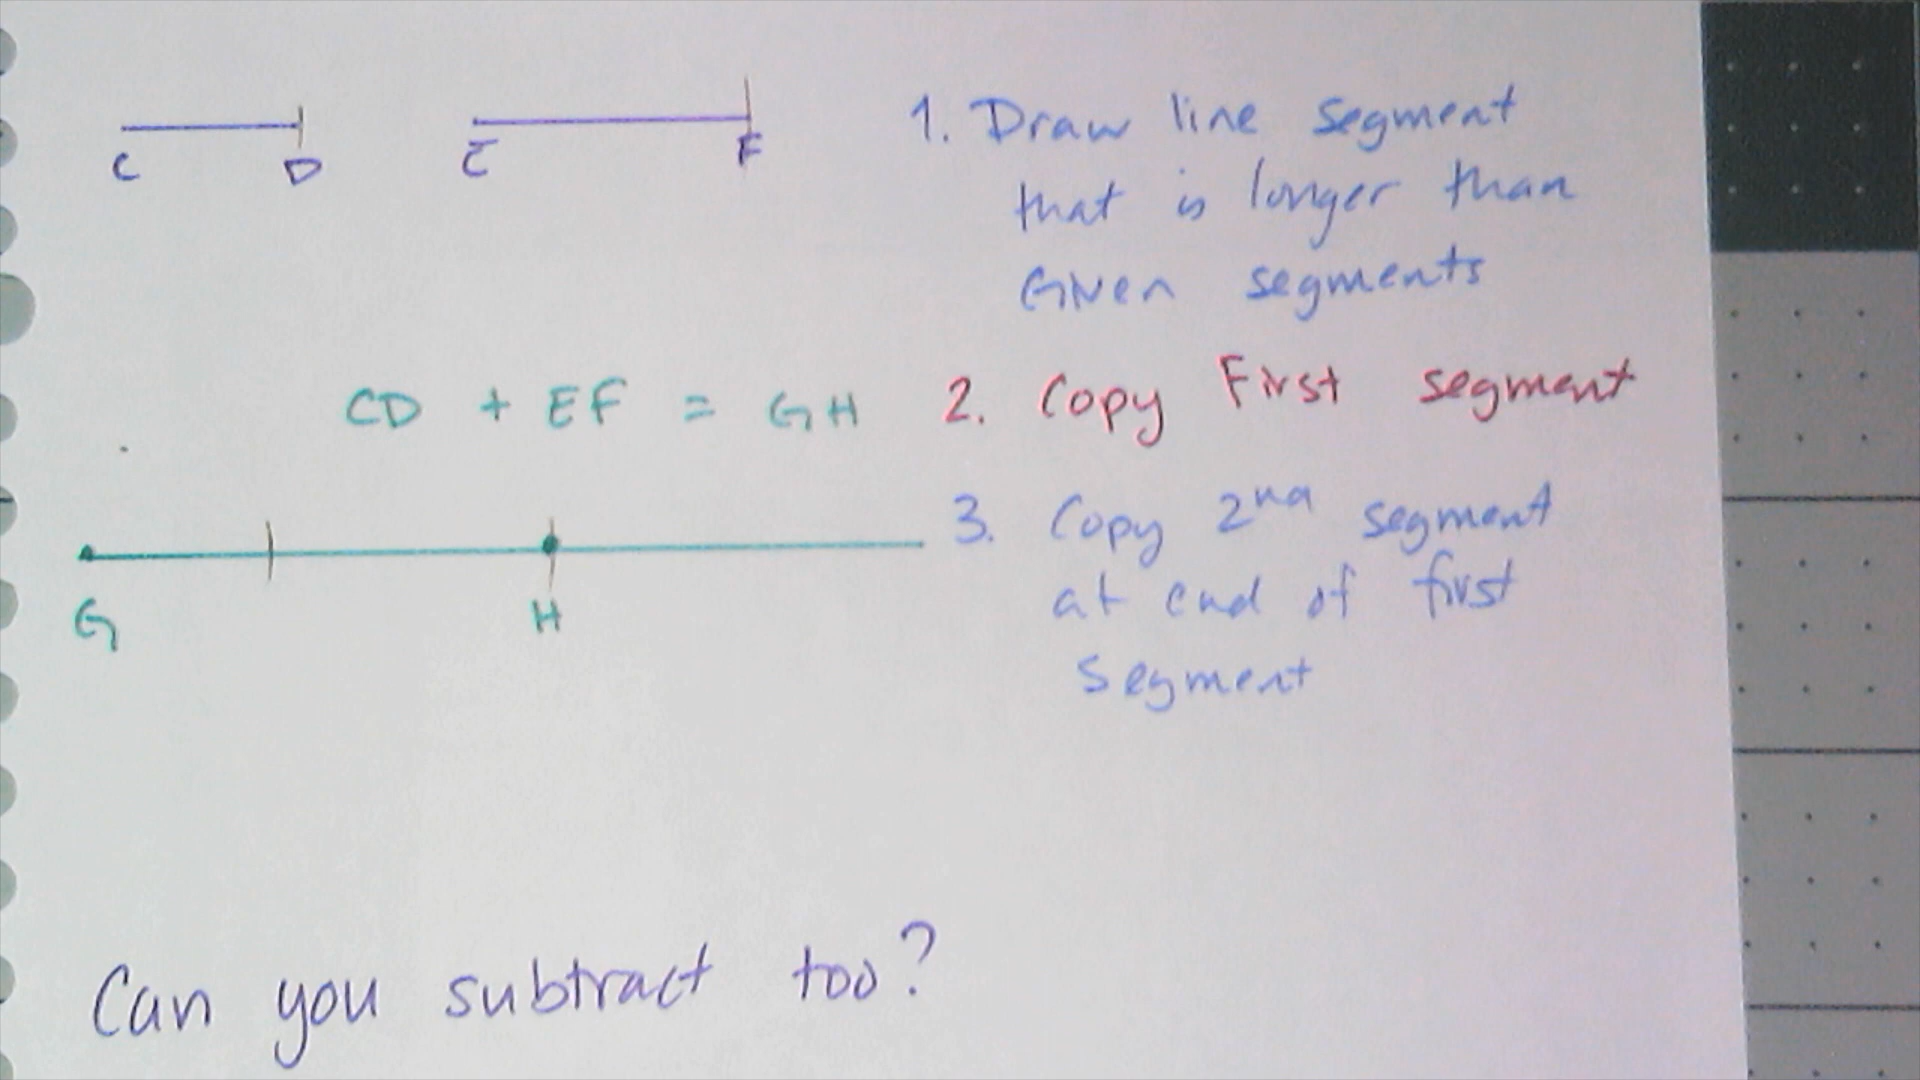 C D E F
1. Draw line segment
that is longer than
Given segments
CD + EF = GH
2. Copy First segment
3. Copy 2nd segment
at end of first
segment
G H
Can you subtract too?